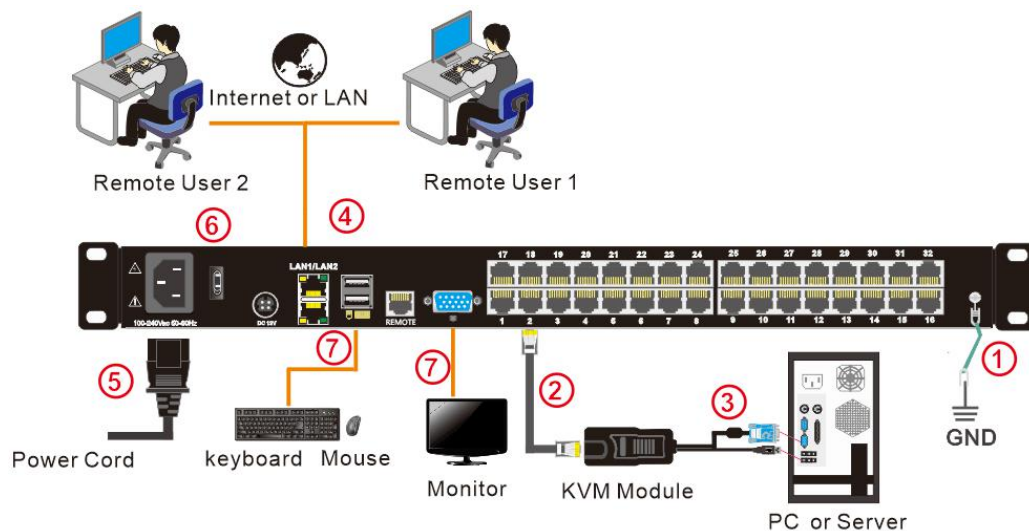 Internet or LAN
Remote User 2
Remote User 1
⑥
④
LAN1/LAN2
17 18 19 20 21 22 23 24
25 26 27 28 29 30 31 32
100-240Vac 50-60Hz
DC 12V
REMOTE
1 2 3 4 5 6 7 8
9 10 11 12 13 14 15 16
⑤
⑦
⑦
②
③
①
GND
Power Cord
keyboard
Mouse
Monitor
KVM Module
PC or Server